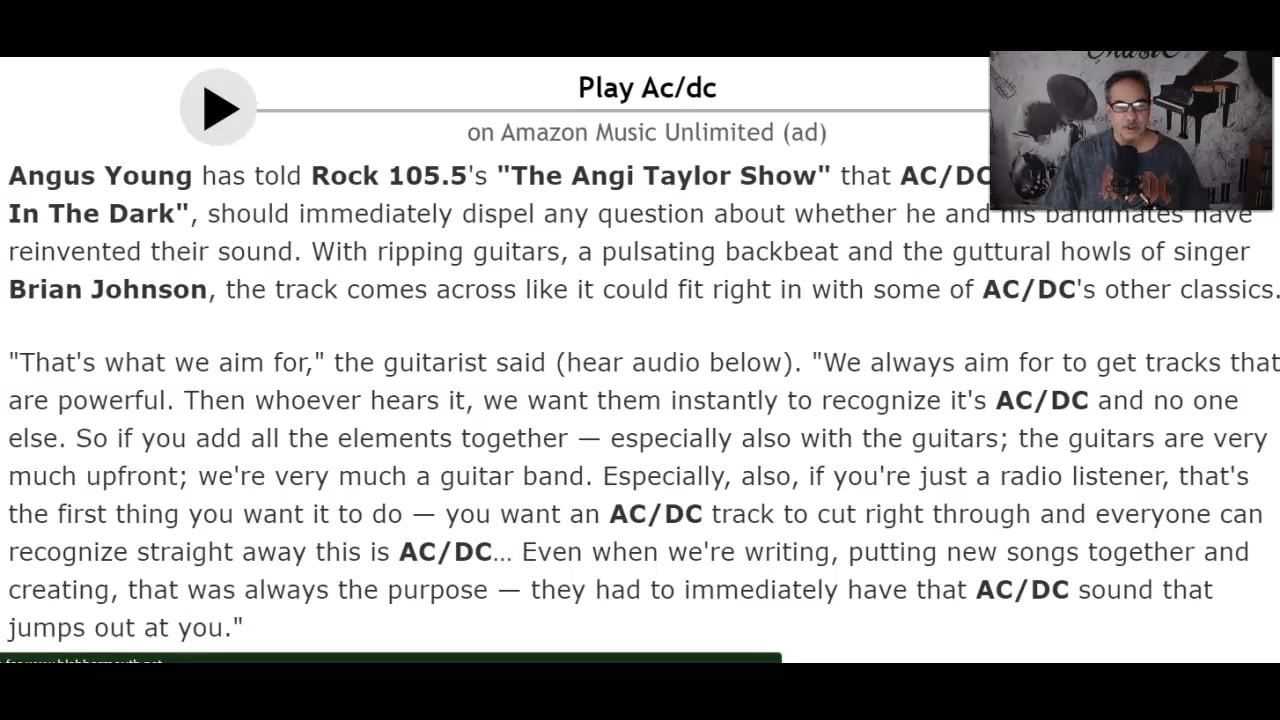 Play Ac/dc
on Amazon Music Unlimited (ad)
Angus Young has told Rock 105.5's "The Angi Taylor Show" that AC/DC
In The Dark", should immediately dispel any question about whether he and his bandmates have
reinvented their sound. With ripping guitars, a pulsating backbeat and the guttural howls of singer
Brian Johnson, the track comes across like it could fit right in with some of AC/DC's other classics.
"That's what we aim for," the guitarist said (hear audio below). "We always aim for to get tracks that
are powerful. Then whoever hears it, we want them instantly to recognize it's AC/DC and no one
else. So if you add all the elements together — especially also with the guitars; the guitars are very
much upfront; we're very much a guitar band. Especially, also, if you're just a radio listener, that's
the first thing you want it to do — you want an AC/DC track to cut right through and everyone can
recognize straight away this is AC/DC… Even when we're writing, putting new songs together and
creating, that was always the purpose — they had to immediately have that AC/DC sound that
jumps out at you."